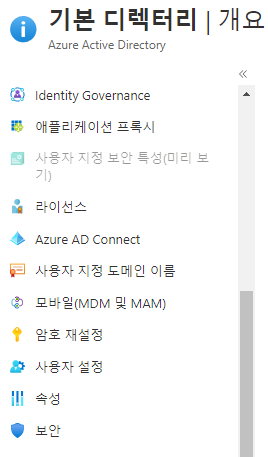 기본 디렉터리 | 개요
Azure Active Directory
Identity Governance
애플리케이션 프록시
사용자 지정 보안 특성(미리 보
기)
라이선스
Azure AD Connect
사용자 지정 도메인 이름
모바일(MDM 및 MAM)
암호 재설정
사용자 설정
속성
보안